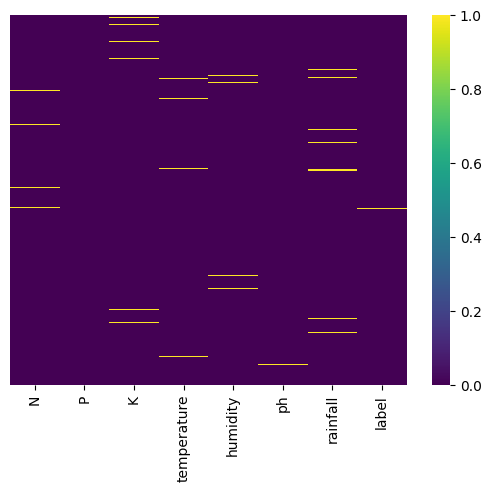 1.0
0.8
0.6
0.4
0.2
0.0
N
P
K
temperature
humidity
ph
rainfall
label